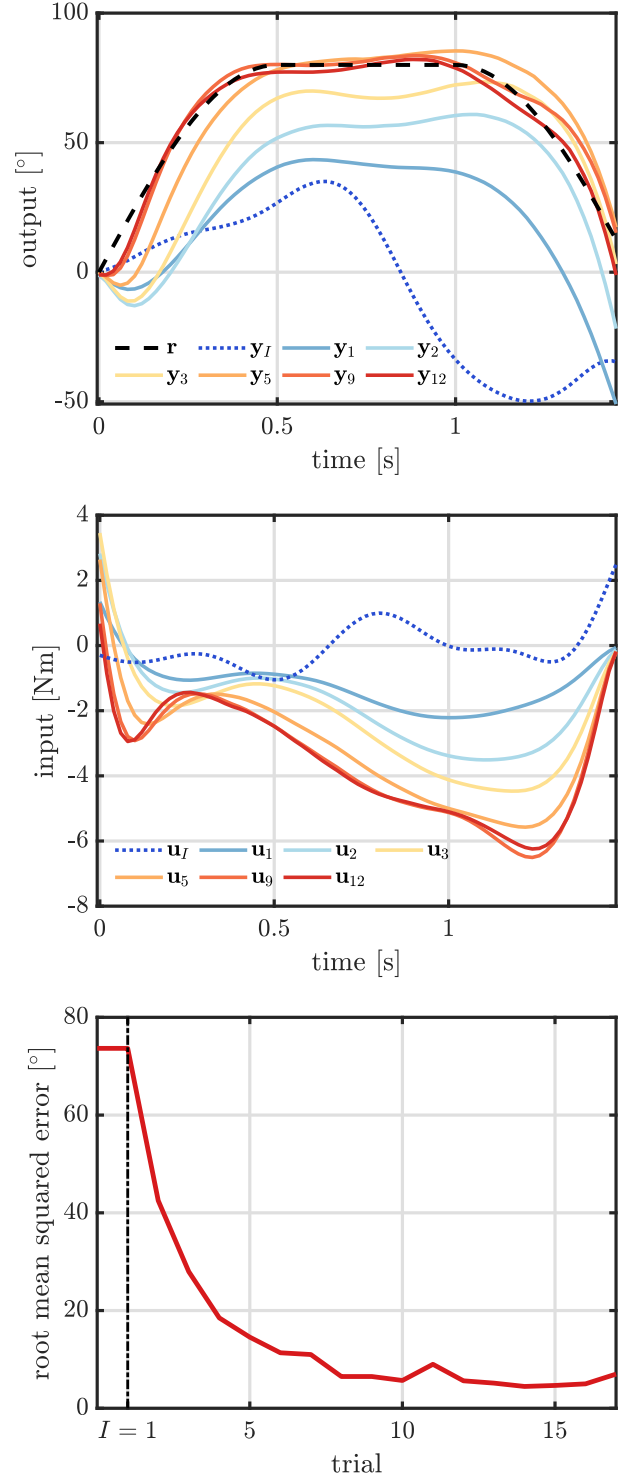 100
50
0
-50
output [°]
r y_I y_1 y_2
y_3 y_5 y_9 y_12
0 0.5 1
time [s]
4
2
0
-2
-4
-6
-8
input [Nm]
u_I u_1 u_2 u_3
u_5 u_9 u_12
0 0.5 1
time [s]
80
60
40
20
0
root mean squared error [°]
I = 1 5 10 15
trial